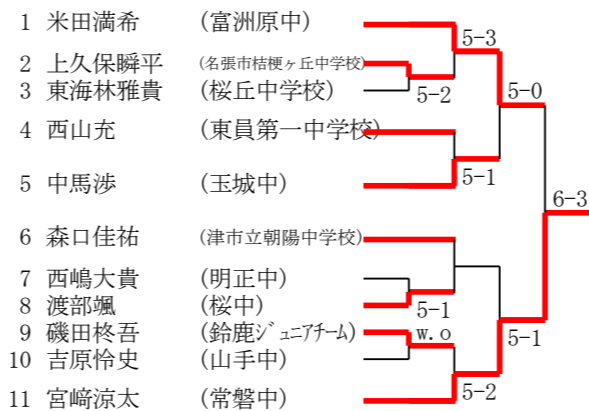 1 米田満希 (富洲原中)
5-3
2 上久保瞬平 (名張市桔梗ヶ丘中学校)
3 東海林雅貴 (桜丘中学校)
5-2 5-0
4 西山充 (東員第一中学校)
5 中馬渉 (玉城中)
5-1
6-3
6 森口佳祐 (津市立朝陽中学校)
7 西嶋大貴 (明正中)
8 渡部颯 (桜中)
5-1
9 磯田柊吾 (鈴鹿ジュニアチーム)
w.o 5-1
10 吉原怜史 (山手中)
11 宮﨑涼太 (常磐中)
5-2